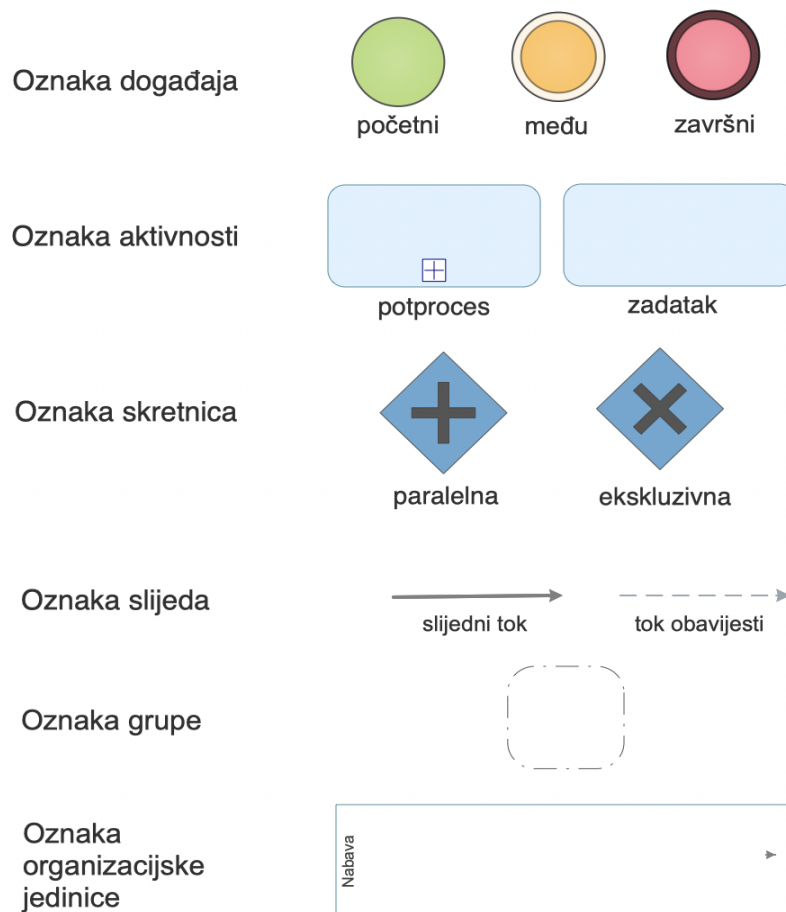 Oznaka događaja
početni
među
završni
Oznaka aktivnosti
potproces
zadatak
Oznaka skretnica
paralelna
ekskluzivna
Oznaka slijeda
slijedni tok
tok obavijesti
Oznaka grupe
Oznaka
organizacijske
jedinice
Nabava